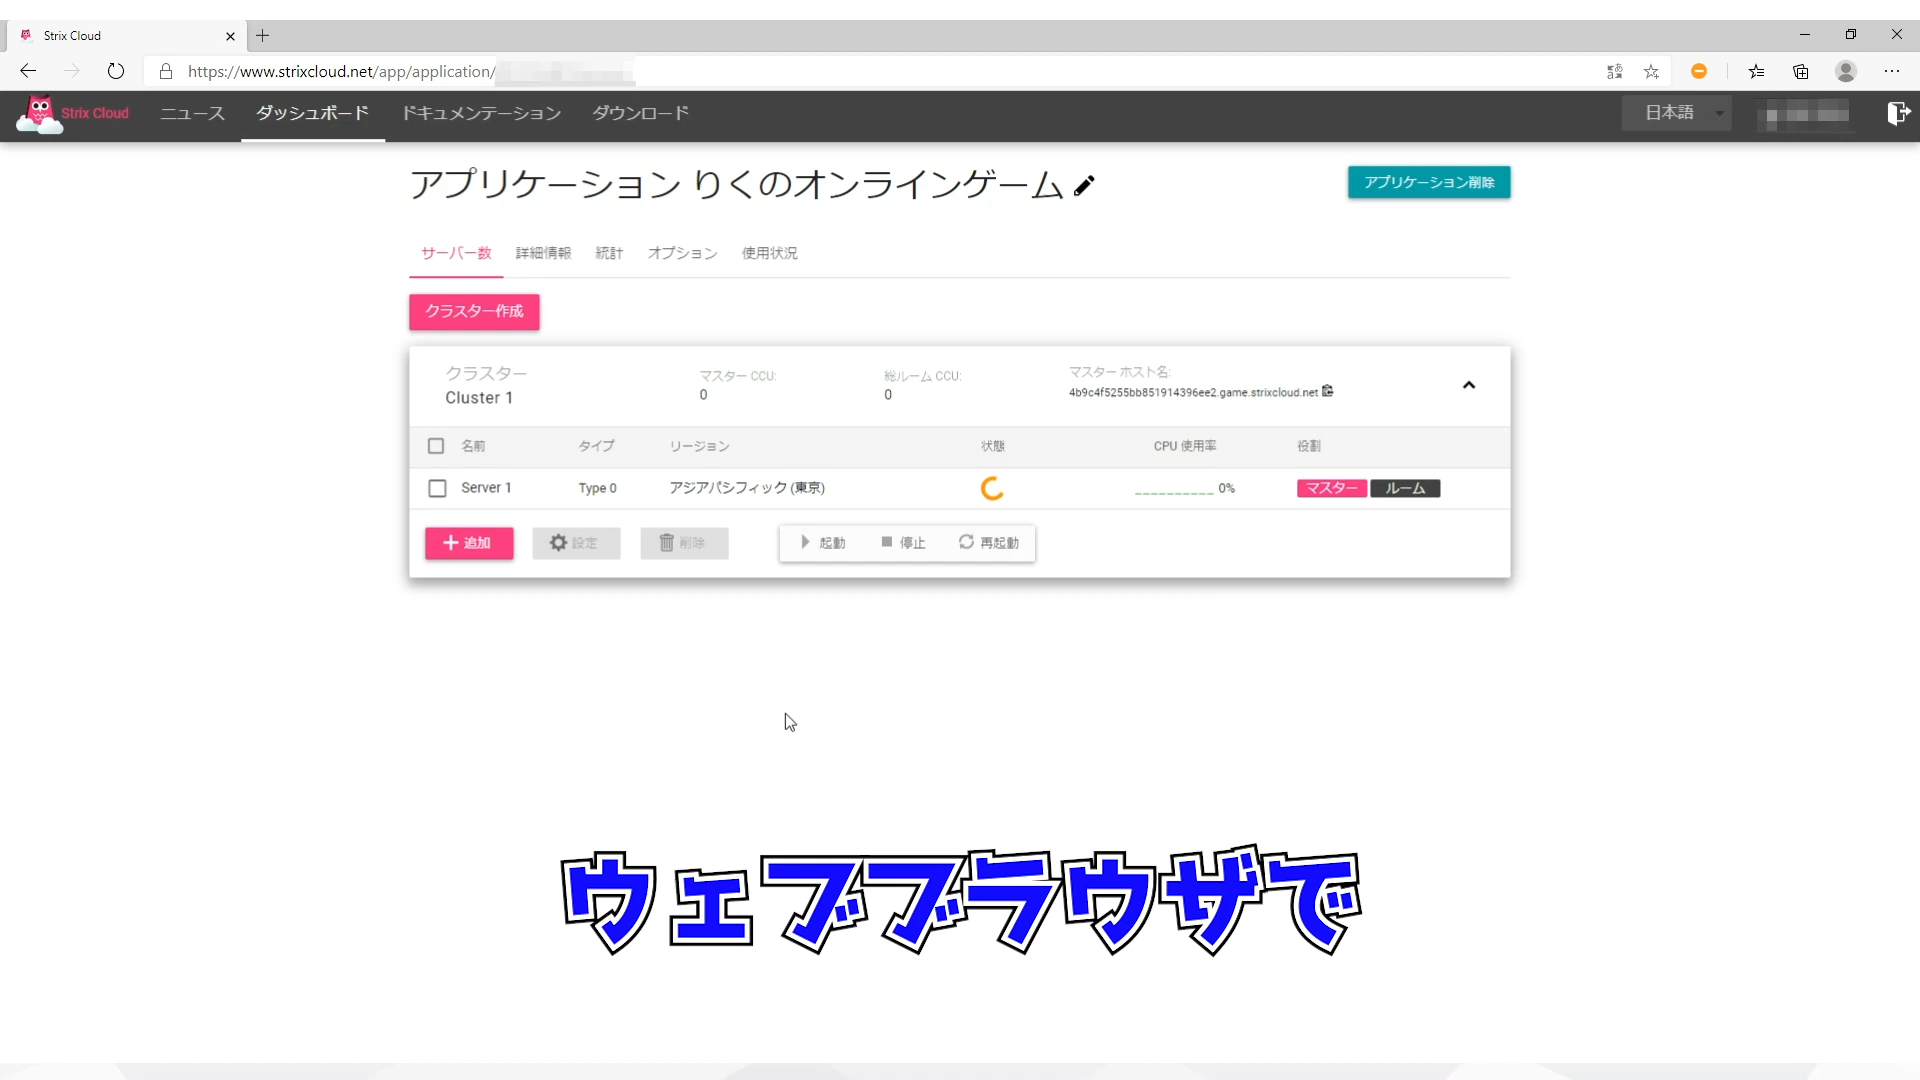 Strix Cloud
https://www.strixcloud.net/app/application/
Strix Cloud ニュース ダッシュボード ドキュメンテーション ダウンロード 日本語
アプリケーション りくのオンラインゲーム アプリケーション削除
サーバー数 詳細情報 統計 オプション 使用状況
クラスター作成
クラスター マスター CCU: 総ルーム CCU: マスター ホスト名:
Cluster 1 0 0 4b9c4f5255bb851914396ee2.game.strixcloud.net
名前 タイプ リージョン 状態 CPU 使用率 役割
Server 1 Type 0 アジアパシフィック (東京) 0% マスター ルーム
追加 設定 削除 起動 停止 再起動
ウェブブラウザで